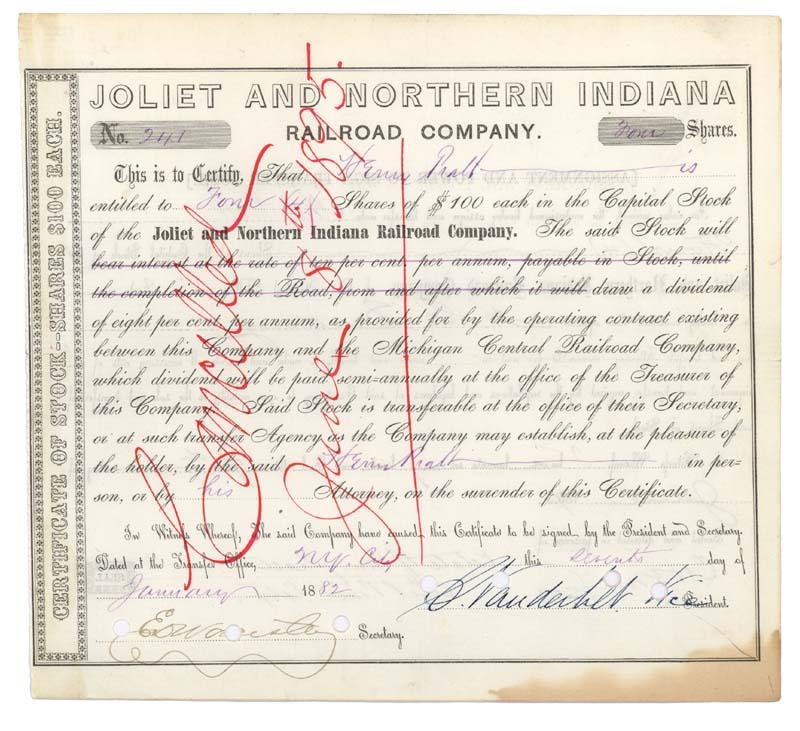 JOLIET AND NORTHERN INDIANA
RAILROAD COMPANY.
No. 241
Four Shares.
CERTIFICATE OF STOCK--SHARES $100 EACH.
This is to Certify, That Henry Pratt is
entitled to Four (4) Shares of $100 each in the Capital Stock
of the Joliet and Northern Indiana Railroad Company. The said Stock will
bear interest at the rate of ten per cent. per annum, payable in Stock, until
the completion of the Road, from and after which it will draw a dividend
of eight per cent. per annum, as provided for by the operating contract existing
between this Company and the Michigan Central Railroad Company,
which dividend will be paid semi=annually at the office of the Treasurer of
this Company. Said Stock is transferable at the office of their Secretary,
or at such transfer Agency as the Company may establish, at the pleasure of
the holder, by the said Henry Pratt in per=
son, or by his Attorney, on the surrender of this Certificate.
In Witness Whereof, The said Company have caused this Certificate to be signed by the President and Secretary.
Dated at the Transfer Office, N.Y. City this Seventh day of
January 1882
C Vanderbilt President.
E D Worcester Secretary.
Cancelled
June 5th 1895.